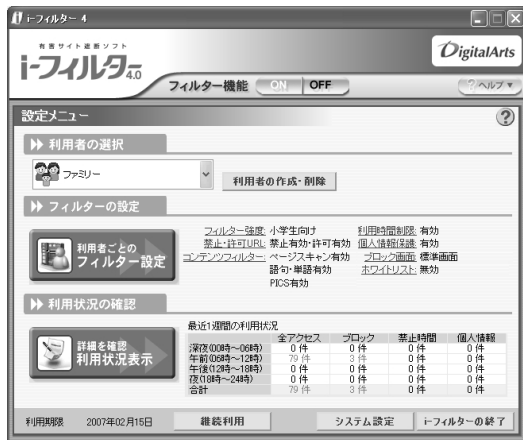 i-フィルター 4
有害サイト遮断ソフト
i-フィルター4.0
DigitalArts
フィルター機能 ON OFF
?ヘルプ▼
設定メニュー ?
利用者の選択
ファミリー
利用者の作成・削除
フィルターの設定
利用者ごとの
フィルター設定
フィルター強度: 小学生向け 利用時間制限: 有効
禁止・許可URL: 禁止有効・許可有効 個人情報保護: 有効
コンテンツフィルター: ページスキャン有効 ブロック画面: 標準画面
語句・単語有効 ホワイトリスト: 無効
PICS有効
利用状況の確認
詳細を確認
利用状況表示
最近1週間の利用状況
全アクセス ブロック 禁止時間 個人情報
深夜(00時～06時) 0 件 0 件 0 件 0 件
午前(06時～12時) 79 件 3 件 0 件 0 件
午後(12時～18時) 0 件 0 件 0 件 0 件
夜(18時～24時) 0 件 0 件 0 件 0 件
合計 79 件 3 件 0 件 0 件
利用期限 2007年02月15日
継続利用
システム設定
i-フィルターの終了